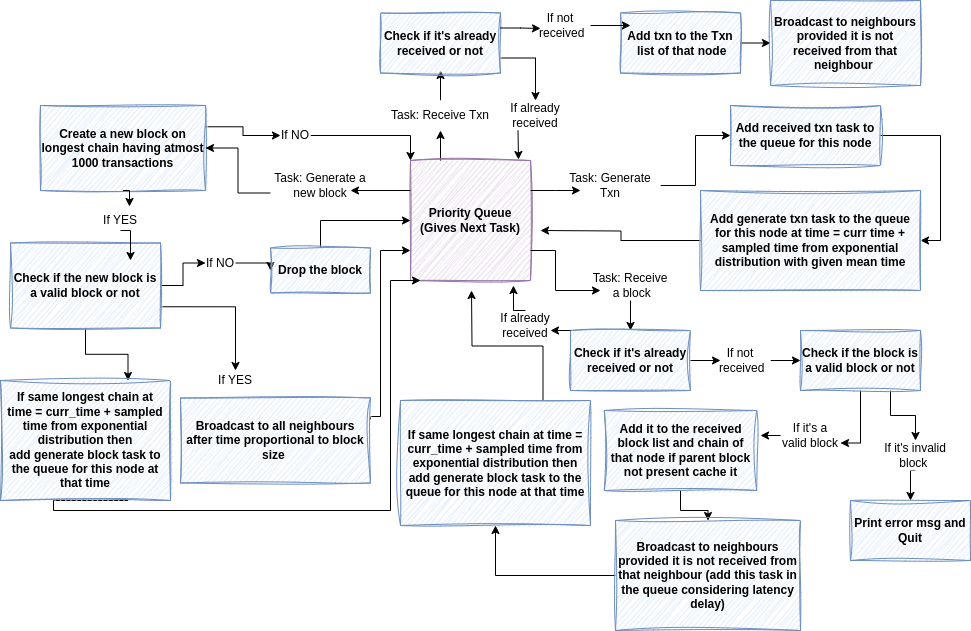 Check if it's already
received or not
If not
received
Add txn to the Txn
list of that node
Broadcast to neighbours
provided it is not
received from that
neighbour
Task: Receive Txn
If already
received
Create a new block on
longest chain having atmost
1000 transactions
If NO
Task: Generate a
new block
Priority Queue
(Gives Next Task)
Task: Generate
Txn
Add received txn task to
the queue for this node
Add generate txn task to the queue
for this node at time = curr time +
sampled time from exponential
distribution with given mean time
If YES
Check if the new block is
a valid block or not
If NO
Drop the block
If YES
Task: Receive
a block
If already
received
Check if it's already
received or not
If not
received
Check if the block is
a valid block or not
If same longest chain at
time = curr_time + sampled
time from exponential
distribution then
add generate block task to
the queue for this node at
that time
Broadcast to all neighbours
after time proportional to block
size
If same longest chain at time =
curr_time + sampled time from
exponential distribution then
add generate block task to the
queue for this node at that time
Add it to the received
block list and chain of
that node if parent block
not present cache it
If it's a
valid block
If it's invalid
block
Print error msg and
Quit
Broadcast to neighbours
provided it is not received from
that neighbour (add this task in
the queue considering latency
delay)